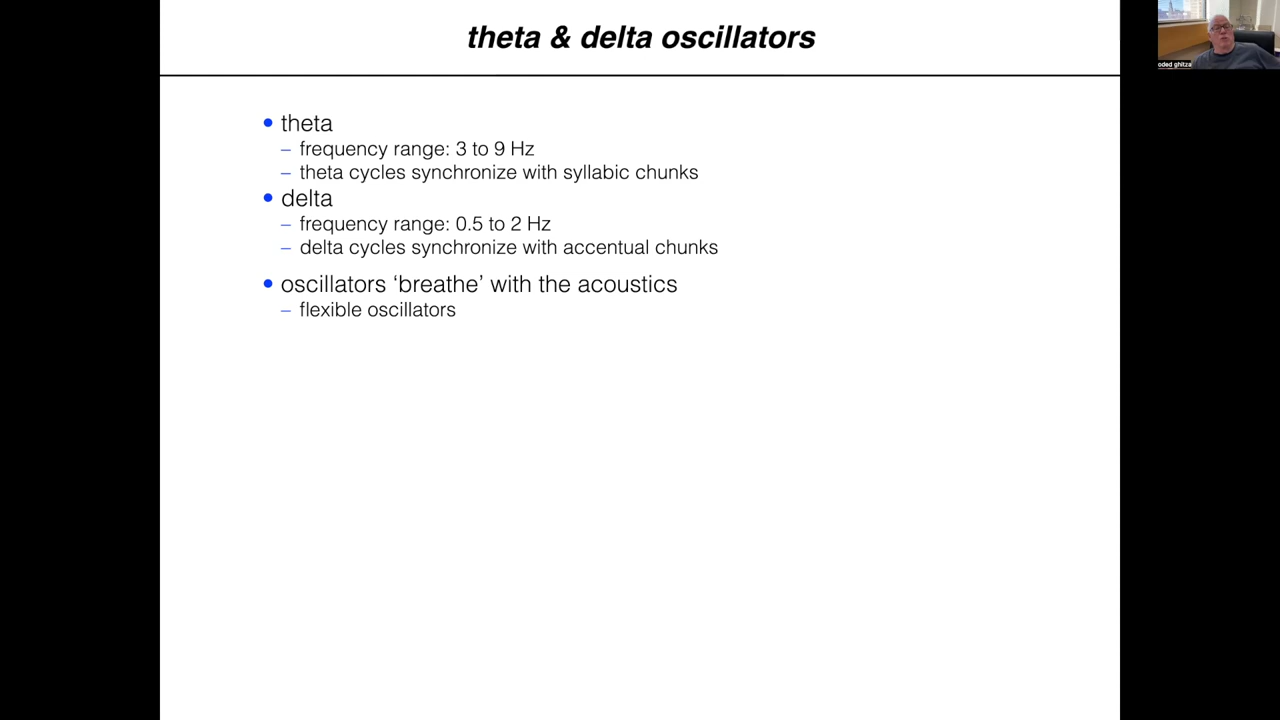 theta & delta oscillators
oded ghitza
• theta
– frequency range: 3 to 9 Hz
– theta cycles synchronize with syllabic chunks
• delta
– frequency range: 0.5 to 2 Hz
– delta cycles synchronize with accentual chunks
• oscillators ‘breathe’ with the acoustics
– flexible oscillators